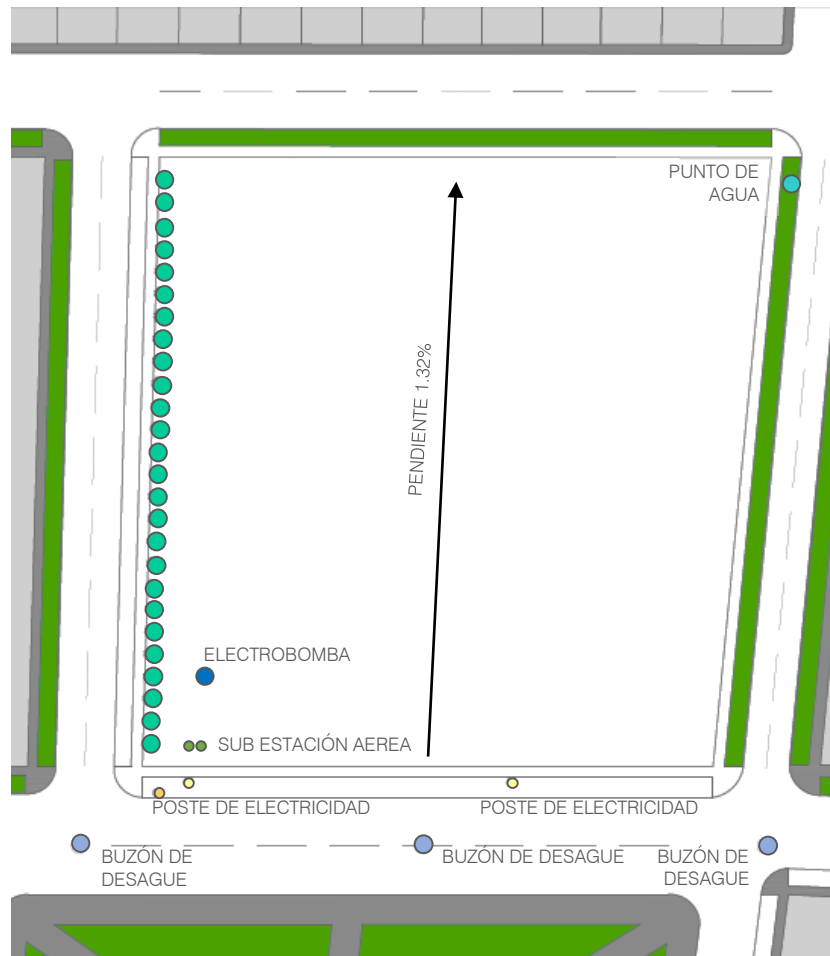 PUNTO DE
AGUA
PENDIENTE 1.32%
ELECTROBOMBA
SUB ESTACIÓN AEREA
POSTE DE ELECTRICIDAD
POSTE DE ELECTRICIDAD
BUZÓN DE
DESAGUE
BUZÓN DE DESAGUE
BUZÓN DE
DESAGUE